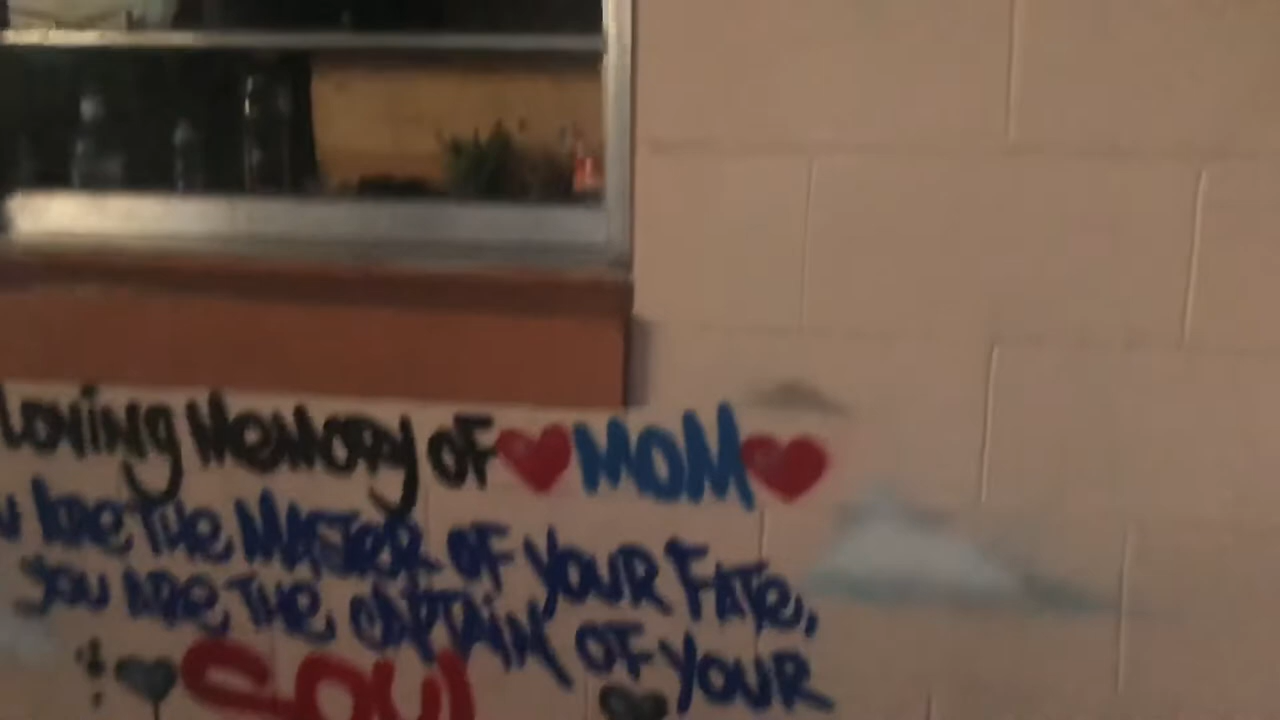 Loving Memory of MOM
u Are The Master of Your Fate,
You Are The Captain of Your
Soul